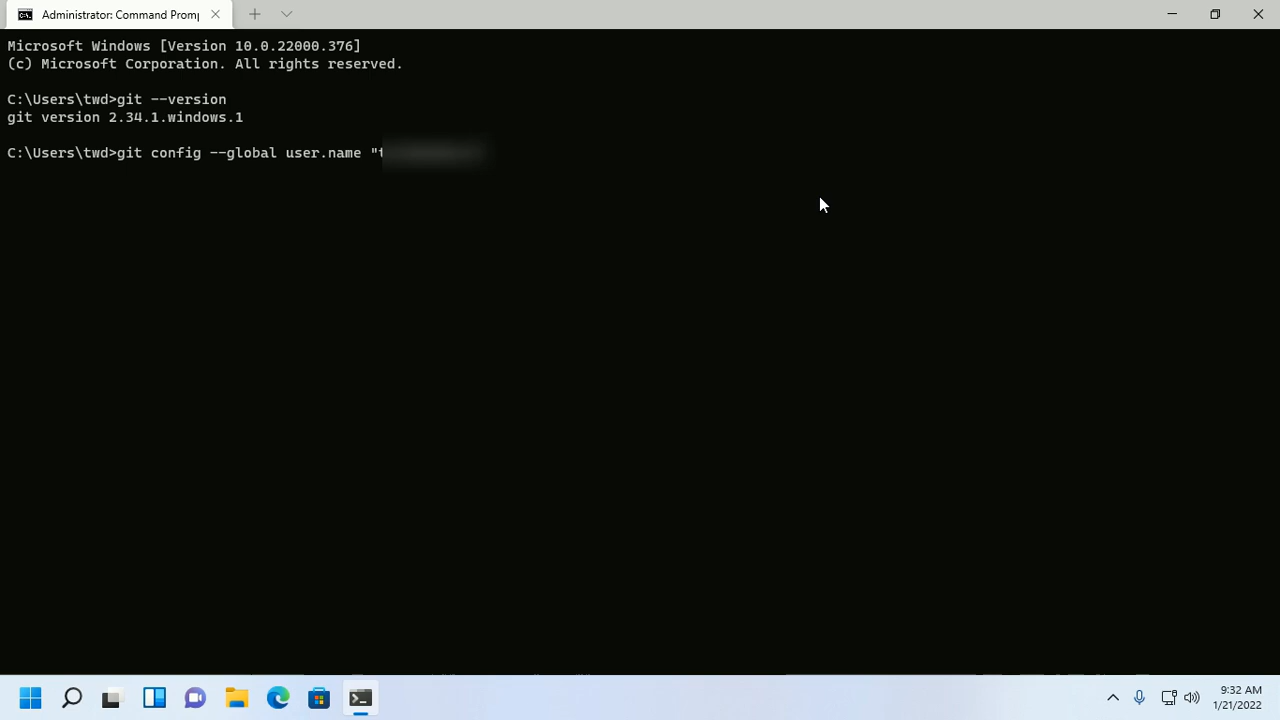 Administrator: Command Promp
Microsoft Windows [Version 10.0.22000.376]
(c) Microsoft Corporation. All rights reserved.
C:\Users\twd>git --version
git version 2.34.1.windows.1
C:\Users\twd>git config --global user.name "t
9:32 AM
1/21/2022